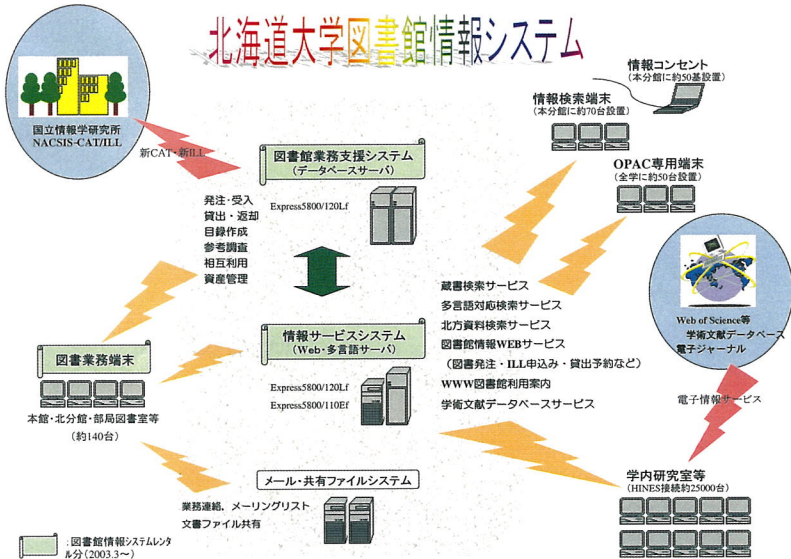 北海道大学図書館情報システム
国立情報学研究所
NACSIS-CAT/ILL
新CAT・新ILL
図書館業務支援システム
(データベースサーバ)
発注・受入
貸出・返却
目録作成
参考調査
相互利用
資産管理
Express5800/120Lf
情報コンセント
(本分館に約50基設置)
情報検索端末
(本分館に約70台設置)
OPAC専用端末
(全学に約50台設置)
Web of Science等
学術文献データベース
電子ジャーナル
電子情報サービス
蔵書検索サービス
多言語対応検索サービス
北方資料検索サービス
図書館情報WEBサービス
(図書発注・ILL申込み・貸出予約など)
WWW図書館利用案内
学術文献データベースサービス
情報サービスシステム
(Web・多言語サーバ)
Express5800/120Lf
Express5800/110Ef
図書業務端末
本館・北分館・部局図書室等
(約140台)
メール・共有ファイルシステム
業務連絡、メーリングリスト
文書ファイル共有
学内研究室等
(HINES接続約25000台)
:図書館情報システムレンタ
ル分(2003.3~)